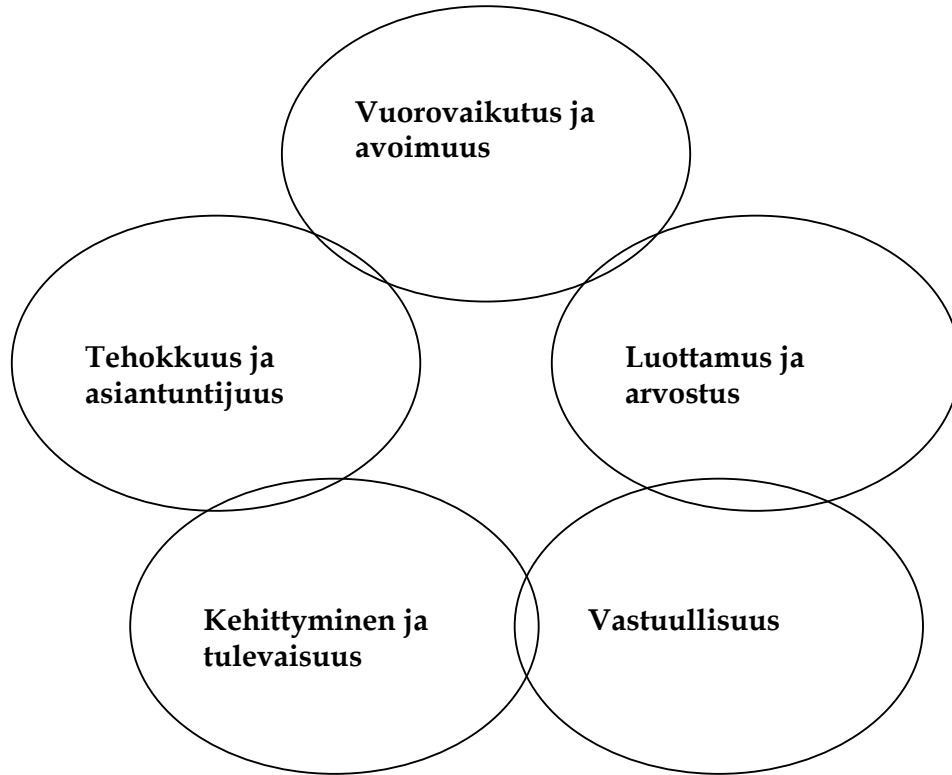 Vuorovaikutus ja
avoimuus
Tehokkuus ja
asiantuntijuus
Luottamus ja
arvostus
Kehittyminen ja
tulevaisuus
Vastuullisuus